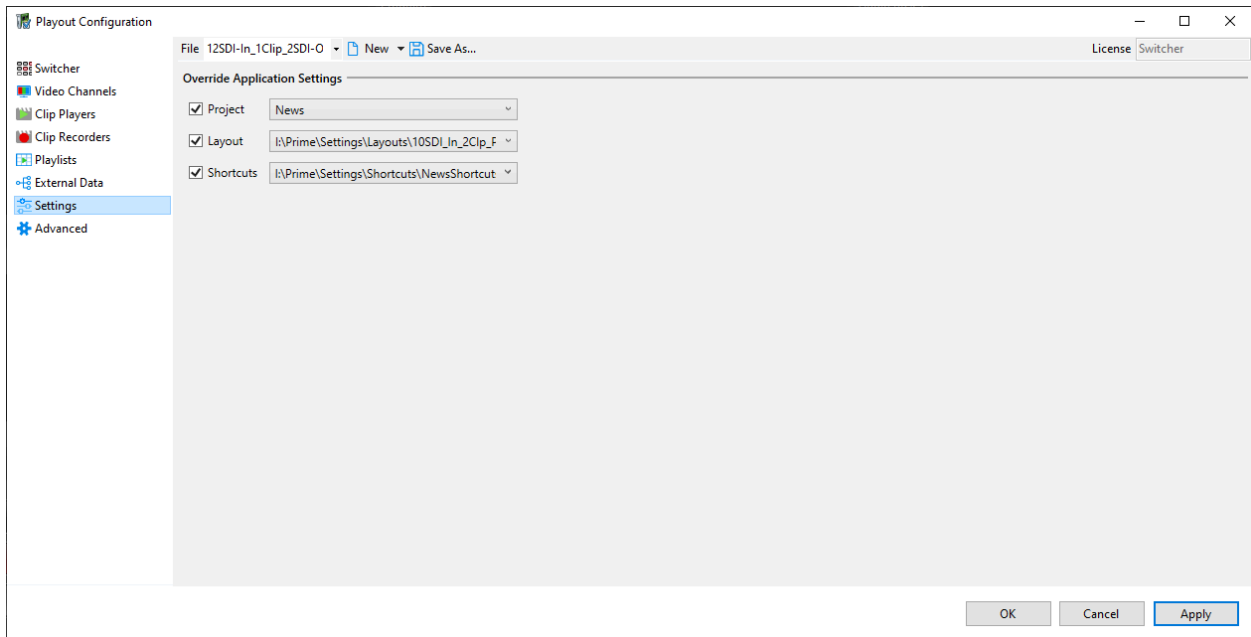 Playout Configuration
File 12SDI-In_1Clip_2SDI-O New Save As... License Switcher
Switcher
Video Channels
Clip Players
Clip Recorders
Playlists
External Data
Settings
Advanced
Override Application Settings
Project News
Layout I:\Prime\Settings\Layouts\10SDI_In_2Clp_F
Shortcuts I:\Prime\Settings\Shortcuts\NewsShortcut
OK Cancel Apply